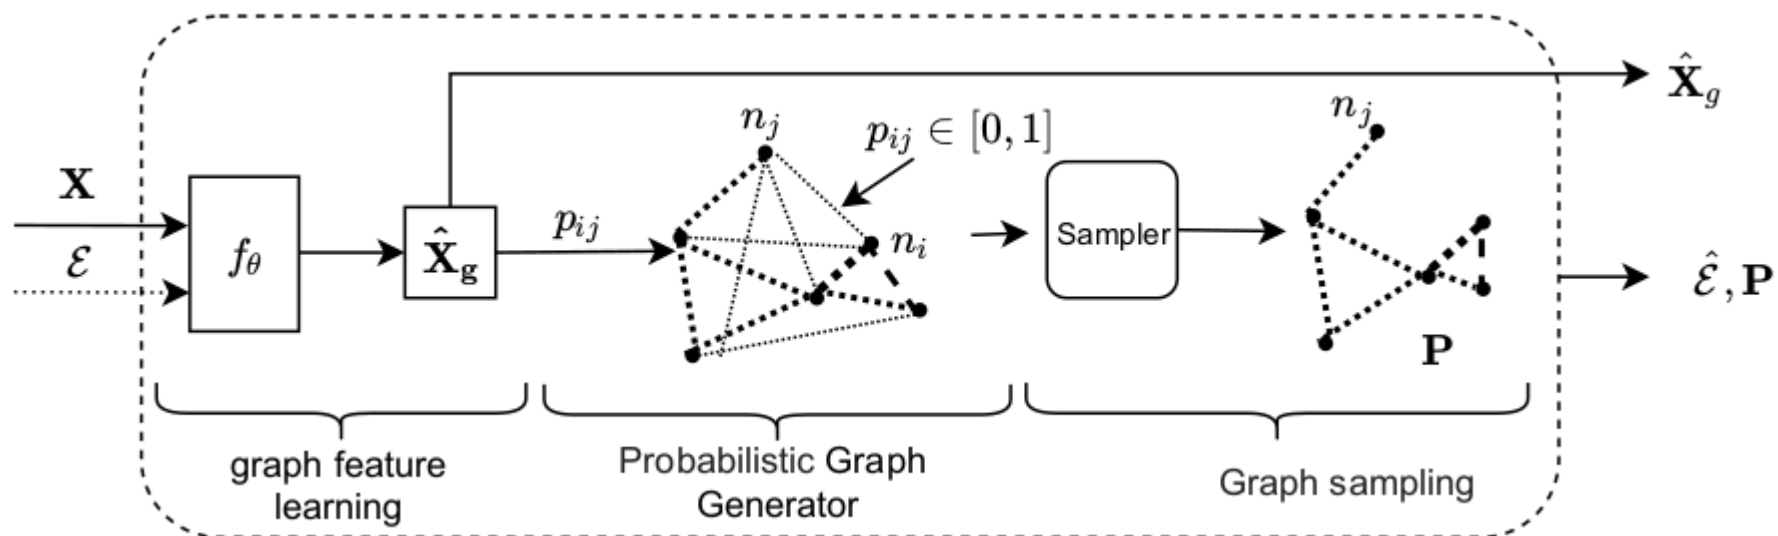 X
ℰ
f_θ
X̂_g
p_ij
n_j
p_ij ∈ [0, 1]
n_i
Sampler
n_j
P
X̂_g
ℰ̂, P
graph feature
learning
Probabilistic Graph
Generator
Graph sampling